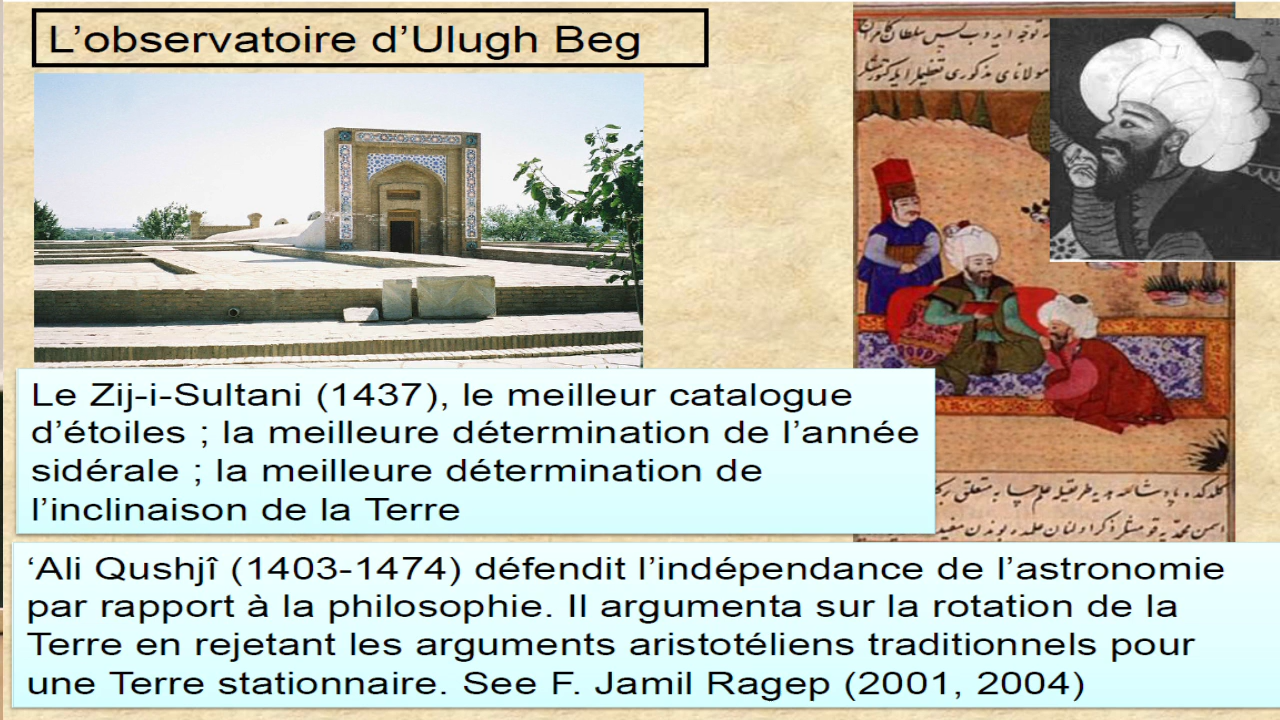 L’observatoire d’Ulugh Beg
Le Zij-i-Sultani (1437), le meilleur catalogue
d’étoiles ; la meilleure détermination de l’année
sidérale ; la meilleure détermination de
l’inclinaison de la Terre
‘Ali Qushjî (1403-1474) défendit l’indépendance de l’astronomie
par rapport à la philosophie. Il argumenta sur la rotation de la
Terre en rejetant les arguments aristotéliens traditionnels pour
une Terre stationnaire. See F. Jamil Ragep (2001, 2004)